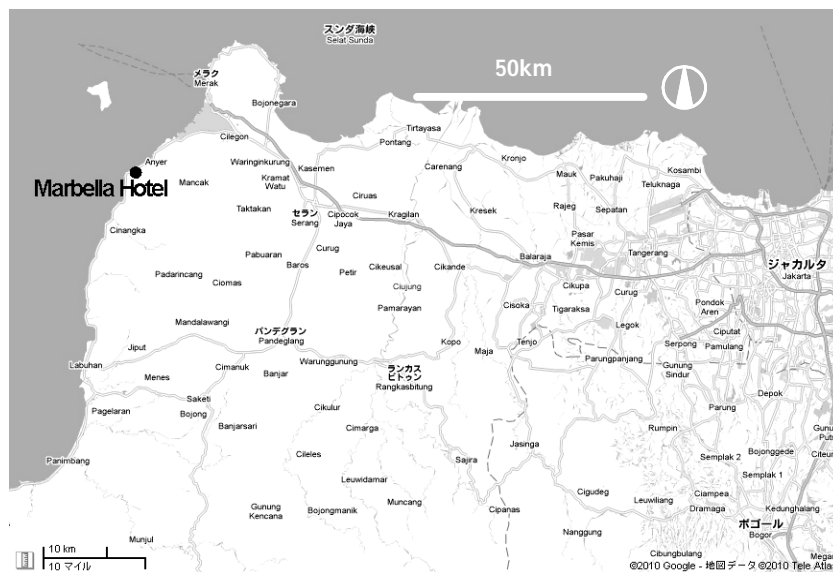 スンダ海峡
Selat Sunda
50km
メラク
Merak
Bojonegara
Cilegon
Tirtayasa
Pontang
Anyer
Marbella Hotel
Waringinkurung
Kasemen
Carenang
Kronjo
Mauk
Pakuhaji
Kosambi
Teluknaga
Mancak
Kramat
Watu
Ciruas
Taktakan
セラン
Serang
Cipocok
Jaya
Kragilan
Kresek
Rajeg
Sepatan
Cinangka
Pasar
Kemis
Pabuaran
Curug
Baros
Petir
Cikeusal
Cikande
Balaraja
Tangerang
ジャカルタ
Jakarta
Padarincang
Ciomas
Ciujung
Cikupa
Curug
Pamarayan
Cisoka
Tigaraksa
Pondok
Aren
Mandalawangi
パンデグラン
Pandeglang
Legok
Ciputat
Serpong
Pamulang
Jiput
Labuhan
Cimanuk
Warunggunung
Kopo
Maja
Tenjo
Parungpanjang
Gunung
Sindur
Menes
Banjar
ランカス
ビトゥン
Rangkasbitung
Saketi
Depok
Pagelaran
Bojong
Cikulur
Parung
Banjarsari
Cimarga
Rumpin
Gunu
Putr
Jasinga
Cileles
Panimbang
Sajira
Semplak 2
Bojonggede
Citeur
Leuwidamar
Semplak 1
Cigudeg
Leuwiliang
Ciampea
Dramaga
Kedunghalang
Gunung
Kencana
Bojongmanik
Muncang
Cipanas
ボゴール
Bogor
Nanggung
Munjul
Cibungbulang
Megan
10 km
10 マイル
©2010 Google - 地図データ ©2010 Tele Atla